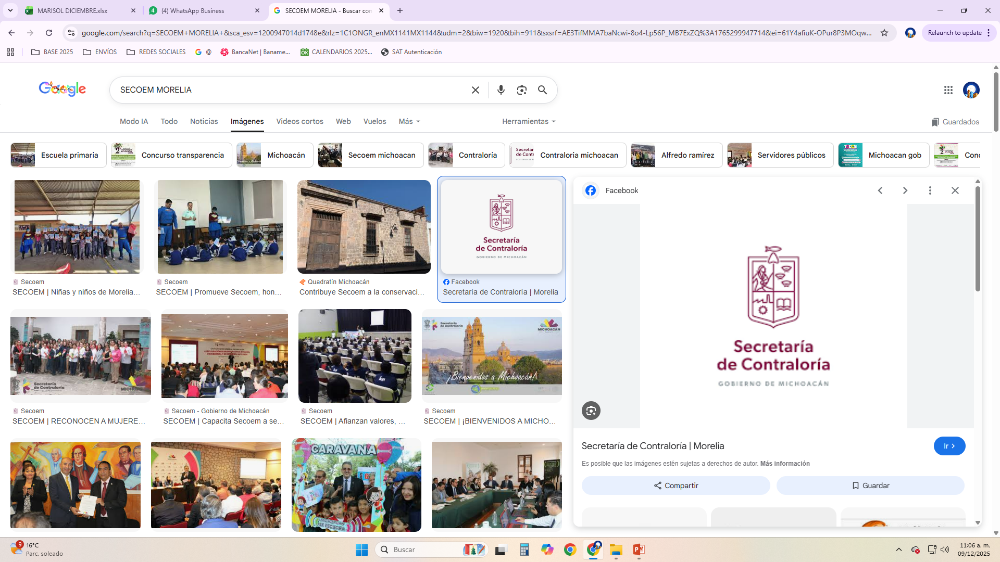 MARISOL DICIEMBRE.xlsx
(4) WhatsApp Business
SECOEM MORELIA - Buscar con
google.com/search?q=SECOEM+MORELIA+&sca_esv=1200947014d1748e&rlz=1C1ONGR_enMX1141MX1144&udm=2&biw=1920&bih=911&sxsrf=AE3TifMMA7baNcwi-8o4-Lp56P_MB7ExZQ%3A1765299947714&ei=61Y4afiuK-OPur8P3MOqw...
Relaunch to update
BASE 2025
ENVÍOS
REDES SOCIALES
@
BancaNet | Baname...
CALENDARIOS 2025...
SAT Autenticación
Google
SECOEM MORELIA
Modo IA
Todo
Noticias
Imágenes
Videos cortos
Web
Vuelos
Más
Herramientas
Guardados
Escuela primaria
Concurso transparencia
Michoacán
Secoem michoacan
Contraloría
Contraloria michoacan
Alfredo ramírez
Servidores públicos
Michoacan gob
Conc
Secretaría
de Contraloría
GOBIERNO DE MICHOACÁN
Secoem
SECOEM | Niñas y niños de Morelia...
Secoem
SECOEM | Promueve Secoem, hon...
Quadratín Michoacán
Contribuye Secoem a la conservaci...
Facebook
Secretaría de Contraloría | Morelia
Secretaría
de Contraloría
MICHOACÁN
¡Bienvenidos a Michoacán!
Secoem
SECOEM | RECONOCEN A MUJERE...
Secoem - Gobierno de Michoacán
SECOEM | Capacita Secoem a se...
Secoem
SECOEM | Afianzan valores, ...
Secoem
SECOEM | ¡BIENVENIDOS A MICHO...
CARAVANA
SE ESCUCHA
Facebook
Secretaría
de Contraloría
GOBIERNO DE MICHOACÁN
Secretaría de Contraloría | Morelia
Ir
Es posible que las imágenes estén sujetas a derechos de autor. Más información
Compartir
Guardar
9
16°C
Parc. soleado
Buscar
11:06 a. m.
09/12/2025